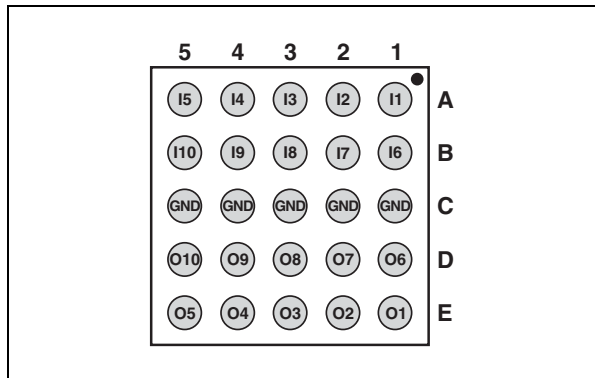 5 4 3 2 1
I5 I4 I3 I2 I1 A
I10 I9 I8 I7 I6 B
GND GND GND GND GND C
O10 O9 O8 O7 O6 D
O5 O4 O3 O2 O1 E